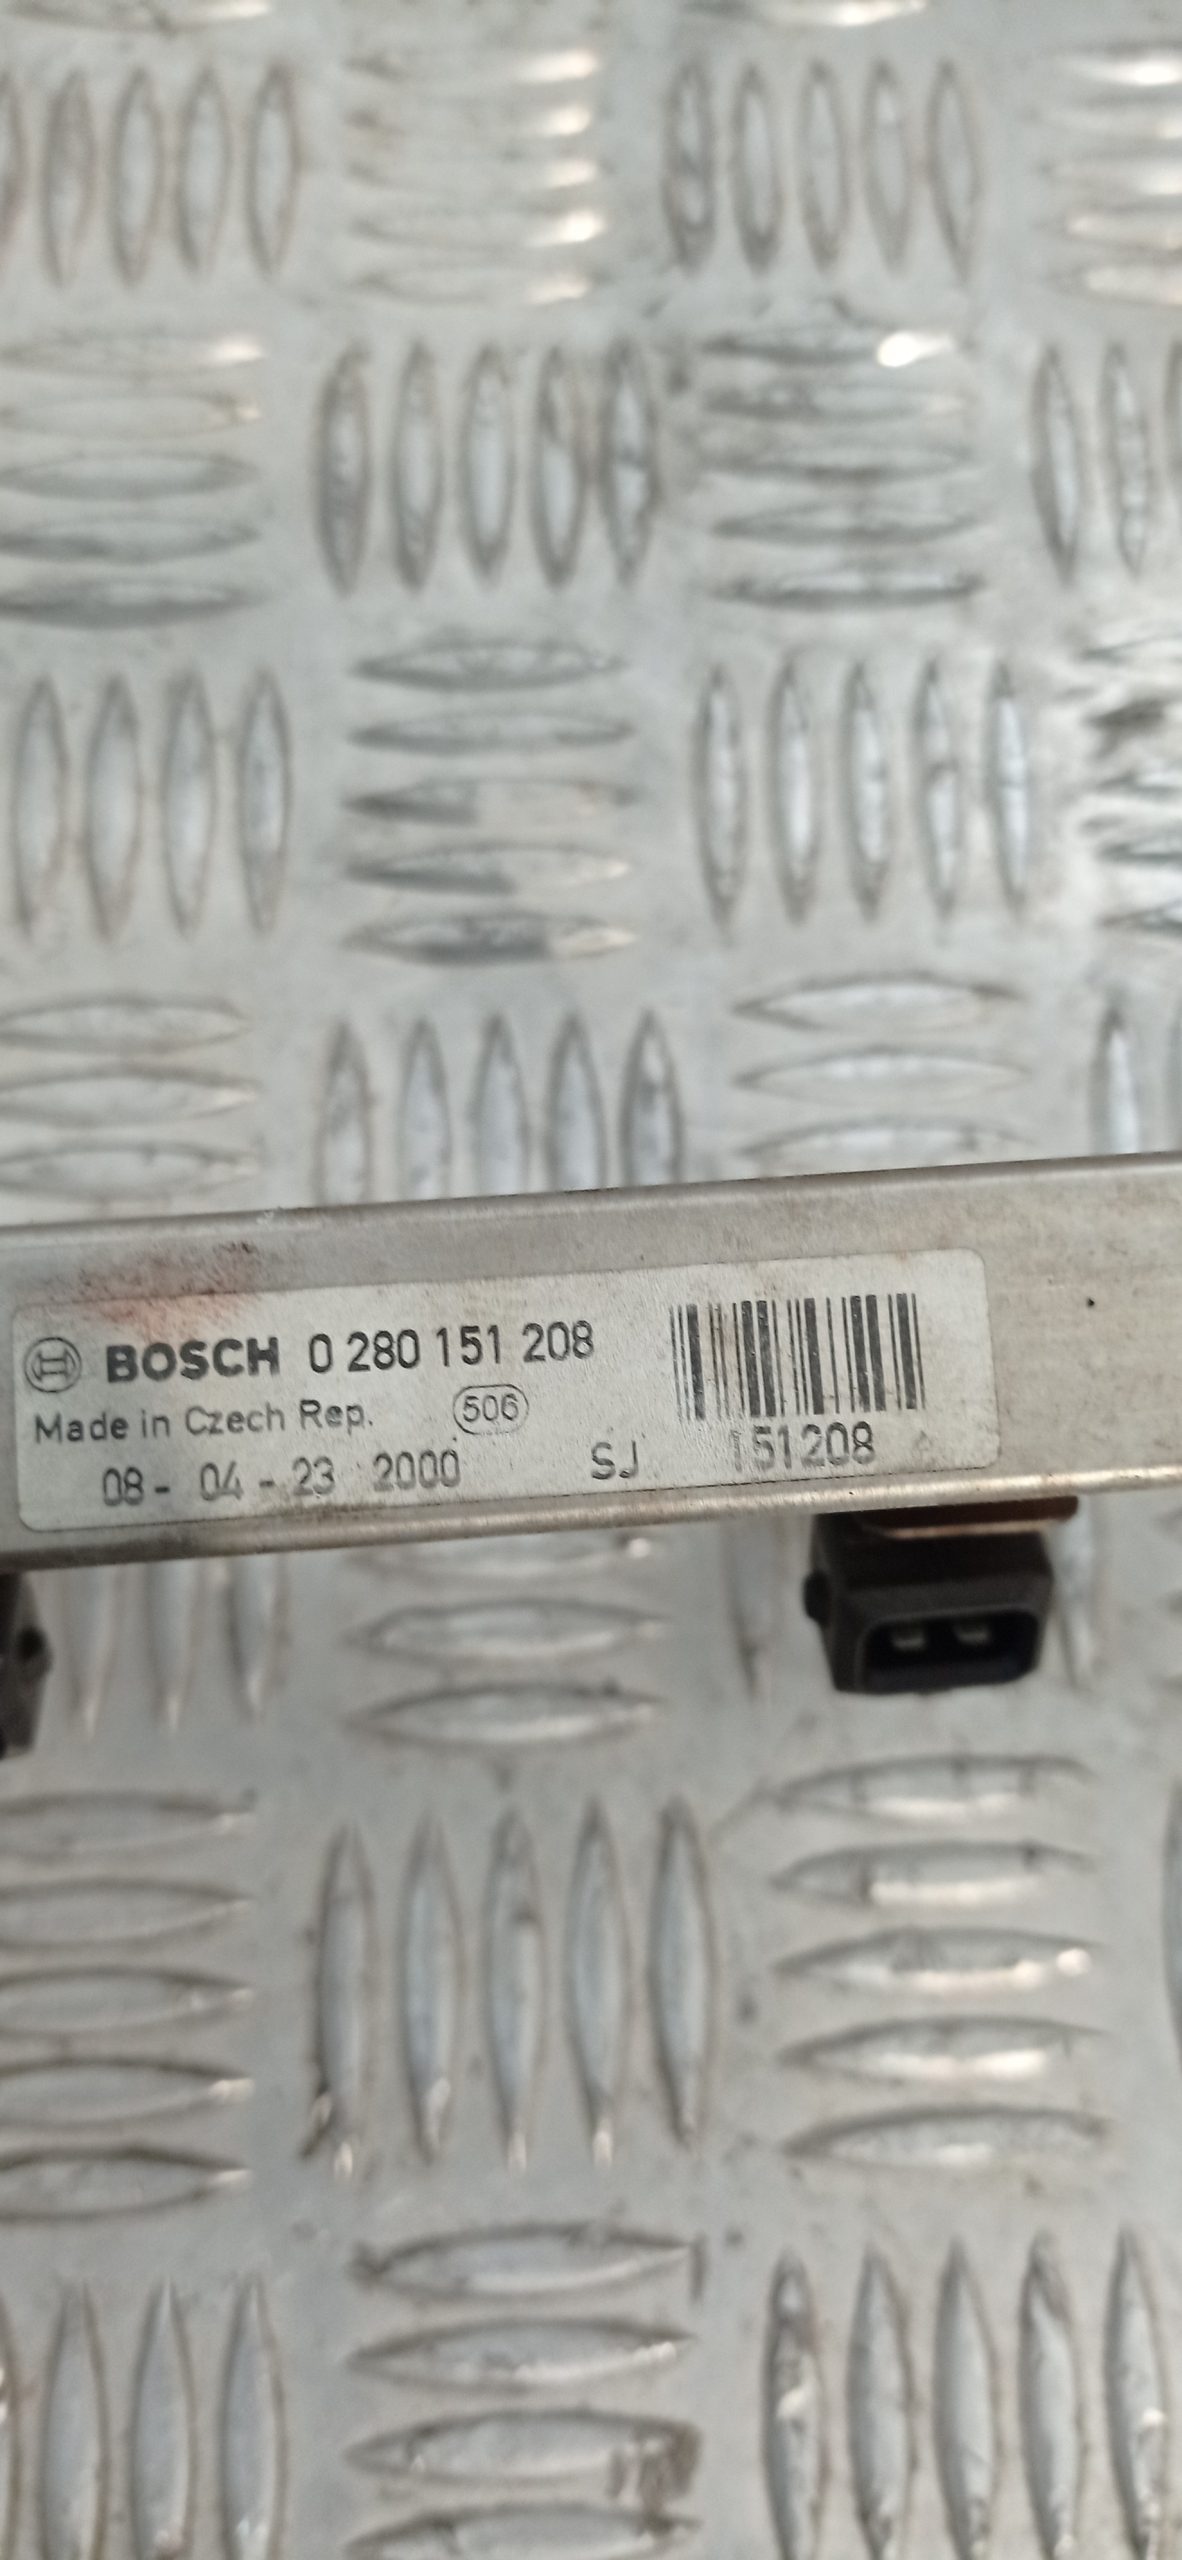 BOSCH 0 280 151 208
Made in Czech Rep. 506
08- 04-23 2000 SJ
151208